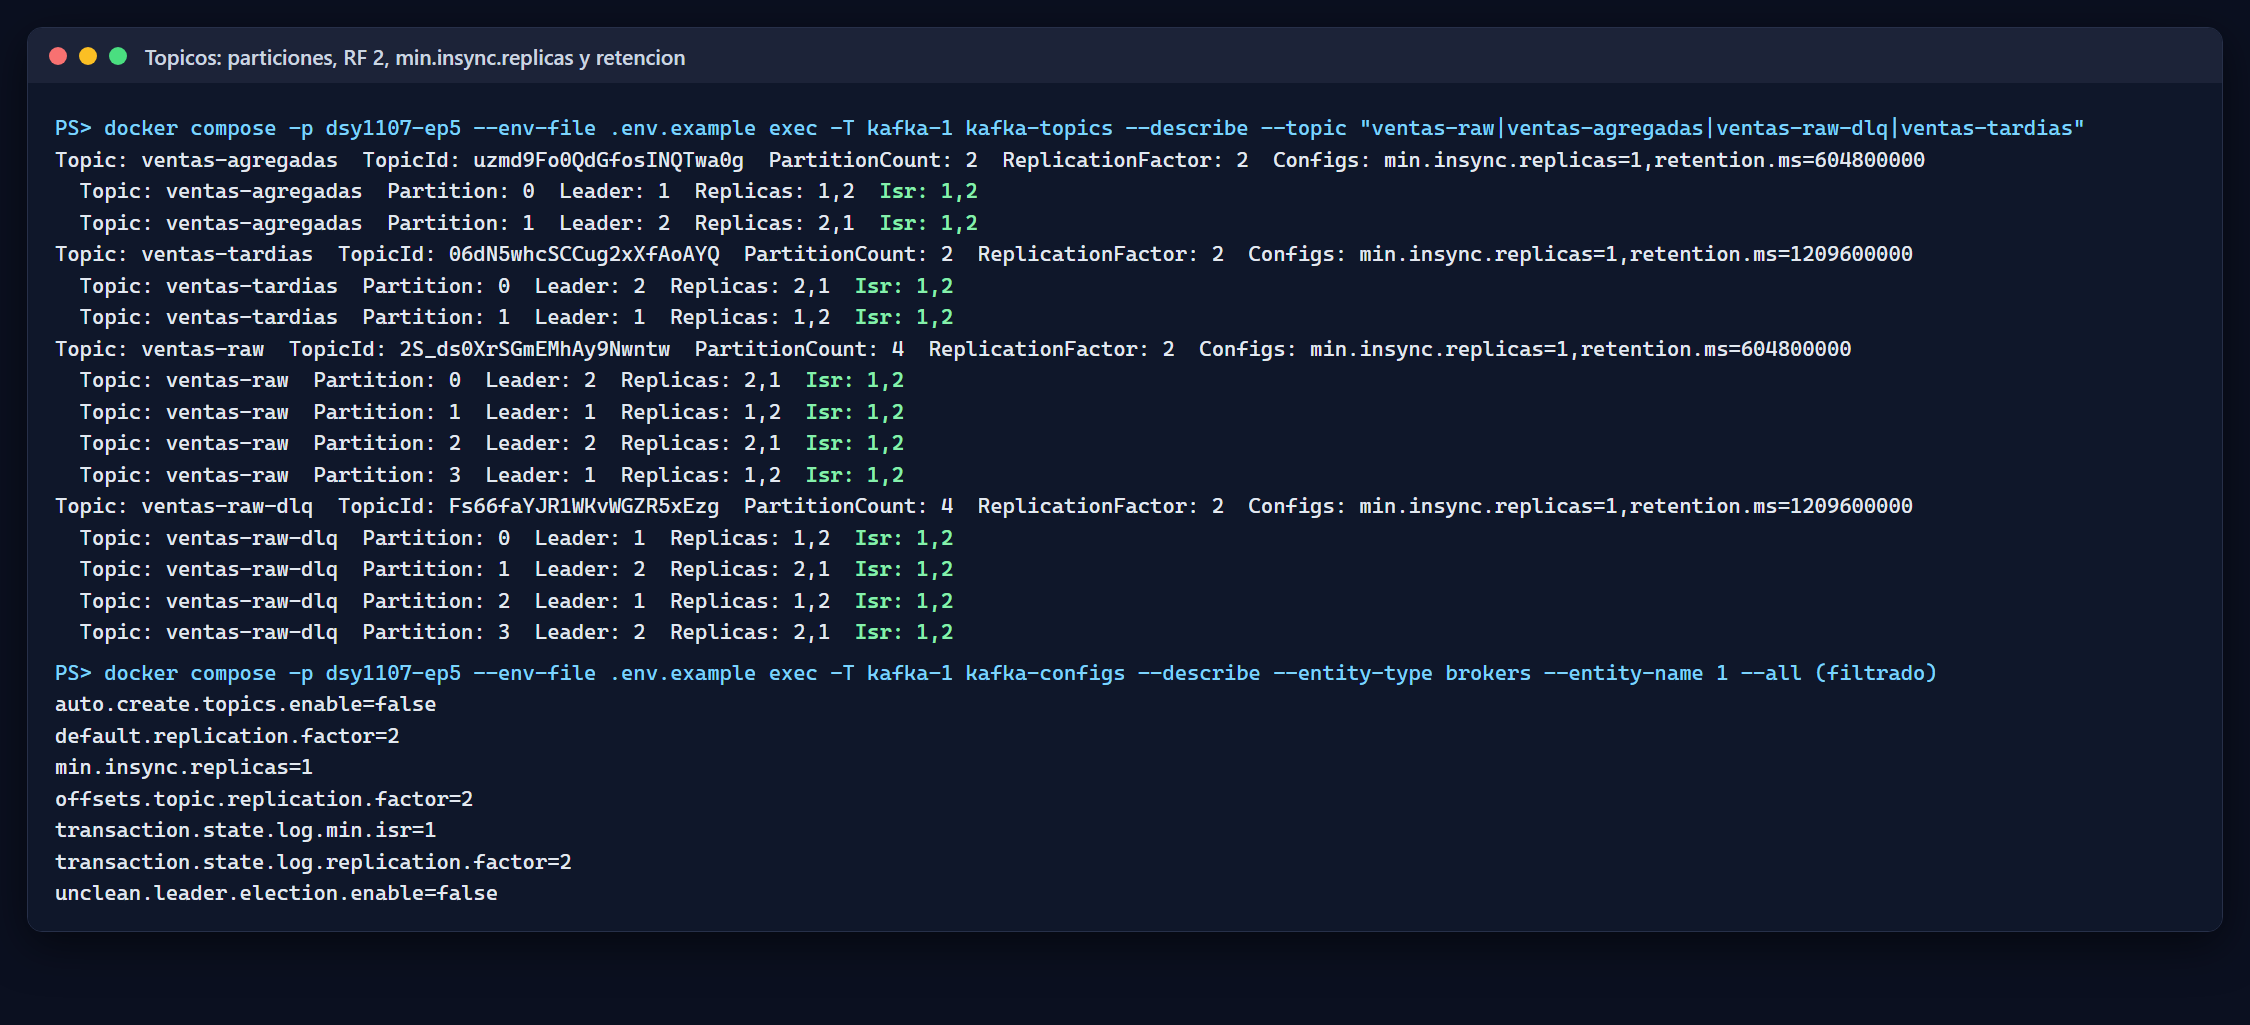 Topicos: particiones, RF 2, min.insync.replicas y retencion
PS> docker compose -p dsy1107-ep5 --env-file .env.example exec -T kafka-1 kafka-topics --describe --topic "ventas-raw|ventas-agregadas|ventas-raw-dlq|ventas-tardias"
Topic: ventas-agregadas  TopicId: uzmd9Fo0QdGfosINQTwa0g  PartitionCount: 2  ReplicationFactor: 2  Configs: min.insync.replicas=1,retention.ms=604800000
  Topic: ventas-agregadas  Partition: 0  Leader: 1  Replicas: 1,2  Isr: 1,2
  Topic: ventas-agregadas  Partition: 1  Leader: 2  Replicas: 2,1  Isr: 1,2
Topic: ventas-tardias  TopicId: 06dN5whcSCCug2xXfAoAYQ  PartitionCount: 2  ReplicationFactor: 2  Configs: min.insync.replicas=1,retention.ms=1209600000
  Topic: ventas-tardias  Partition: 0  Leader: 2  Replicas: 2,1  Isr: 1,2
  Topic: ventas-tardias  Partition: 1  Leader: 1  Replicas: 1,2  Isr: 1,2
Topic: ventas-raw  TopicId: 2S_ds0XrSGmEMhAy9Nwntw  PartitionCount: 4  ReplicationFactor: 2  Configs: min.insync.replicas=1,retention.ms=604800000
  Topic: ventas-raw  Partition: 0  Leader: 2  Replicas: 2,1  Isr: 1,2
  Topic: ventas-raw  Partition: 1  Leader: 1  Replicas: 1,2  Isr: 1,2
  Topic: ventas-raw  Partition: 2  Leader: 2  Replicas: 2,1  Isr: 1,2
  Topic: ventas-raw  Partition: 3  Leader: 1  Replicas: 1,2  Isr: 1,2
Topic: ventas-raw-dlq  TopicId: Fs66faYJR1WKvWGZR5xEzg  PartitionCount: 4  ReplicationFactor: 2  Configs: min.insync.replicas=1,retention.ms=1209600000
  Topic: ventas-raw-dlq  Partition: 0  Leader: 1  Replicas: 1,2  Isr: 1,2
  Topic: ventas-raw-dlq  Partition: 1  Leader: 2  Replicas: 2,1  Isr: 1,2
  Topic: ventas-raw-dlq  Partition: 2  Leader: 1  Replicas: 1,2  Isr: 1,2
  Topic: ventas-raw-dlq  Partition: 3  Leader: 2  Replicas: 2,1  Isr: 1,2
PS> docker compose -p dsy1107-ep5 --env-file .env.example exec -T kafka-1 kafka-configs --describe --entity-type brokers --entity-name 1 --all (filtrado)
auto.create.topics.enable=false
default.replication.factor=2
min.insync.replicas=1
offsets.topic.replication.factor=2
transaction.state.log.min.isr=1
transaction.state.log.replication.factor=2
unclean.leader.election.enable=false